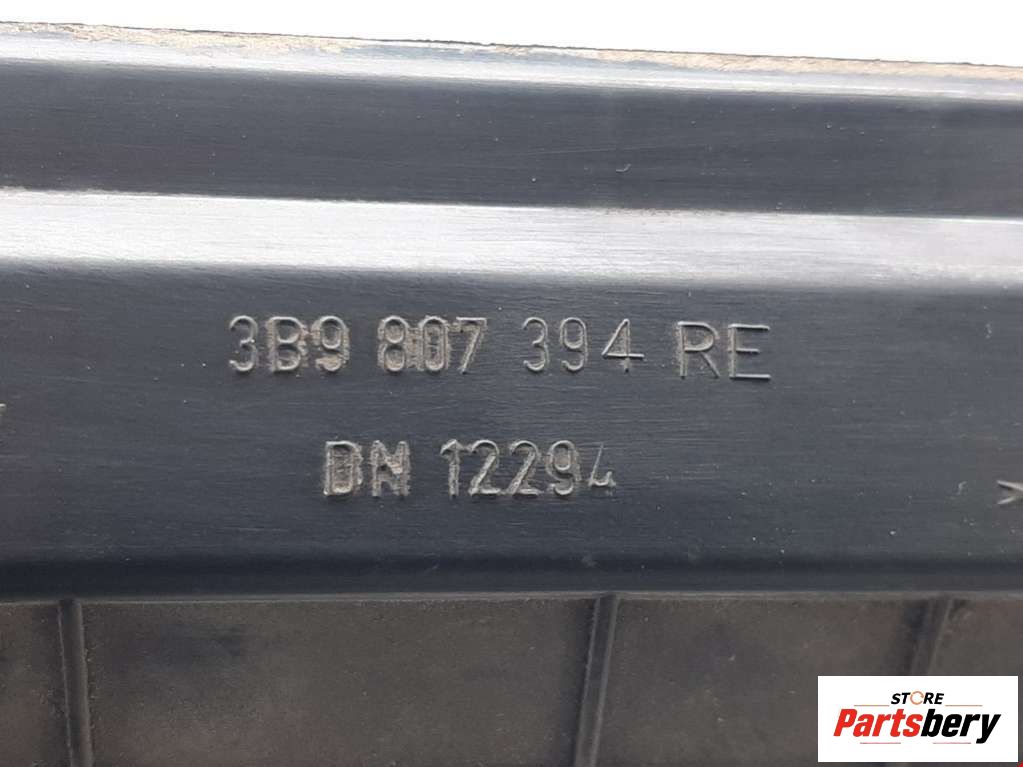 3B9 807 394 RE
DN 12294
STORE
Partsbery